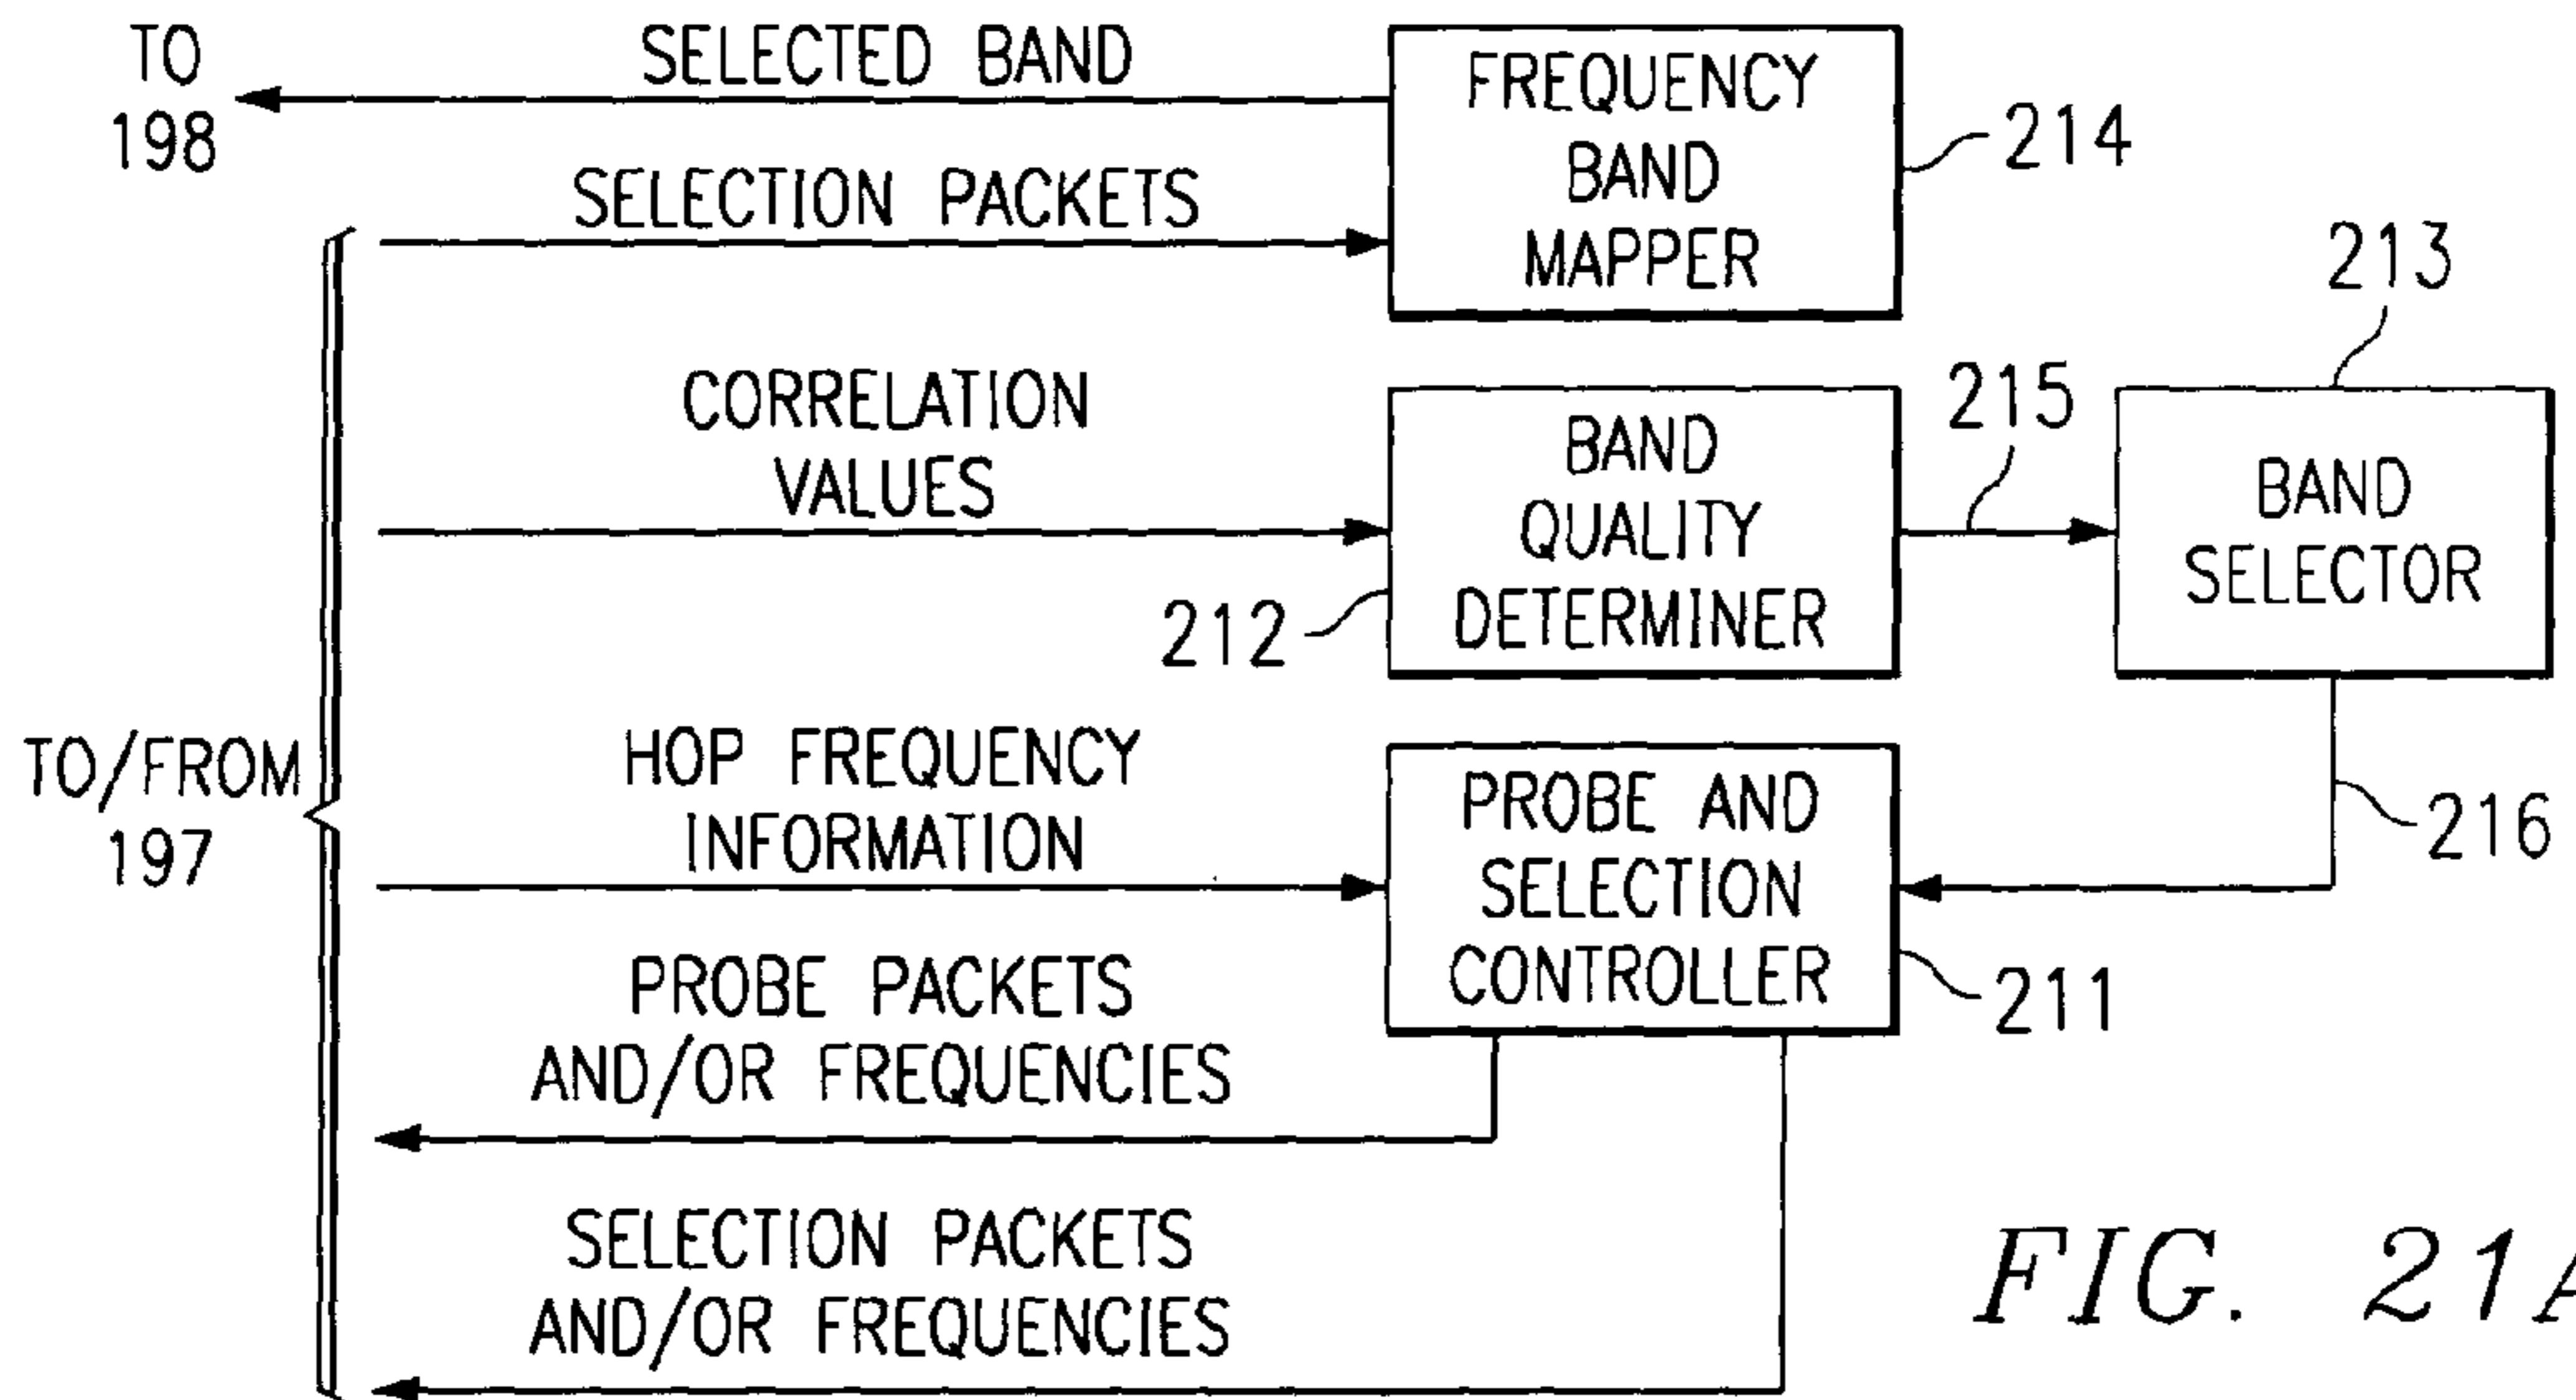 TO
198
SELECTED BAND
SELECTION PACKETS
FREQUENCY
BAND
MAPPER
214
CORRELATION
VALUES
BAND
QUALITY
DETERMINER
212
215
213
BAND
SELECTOR
TO/FROM
197
HOP FREQUENCY
INFORMATION
PROBE AND
SELECTION
CONTROLLER
216
211
PROBE PACKETS
AND/OR FREQUENCIES
SELECTION PACKETS
AND/OR FREQUENCIES
FIG. 21A